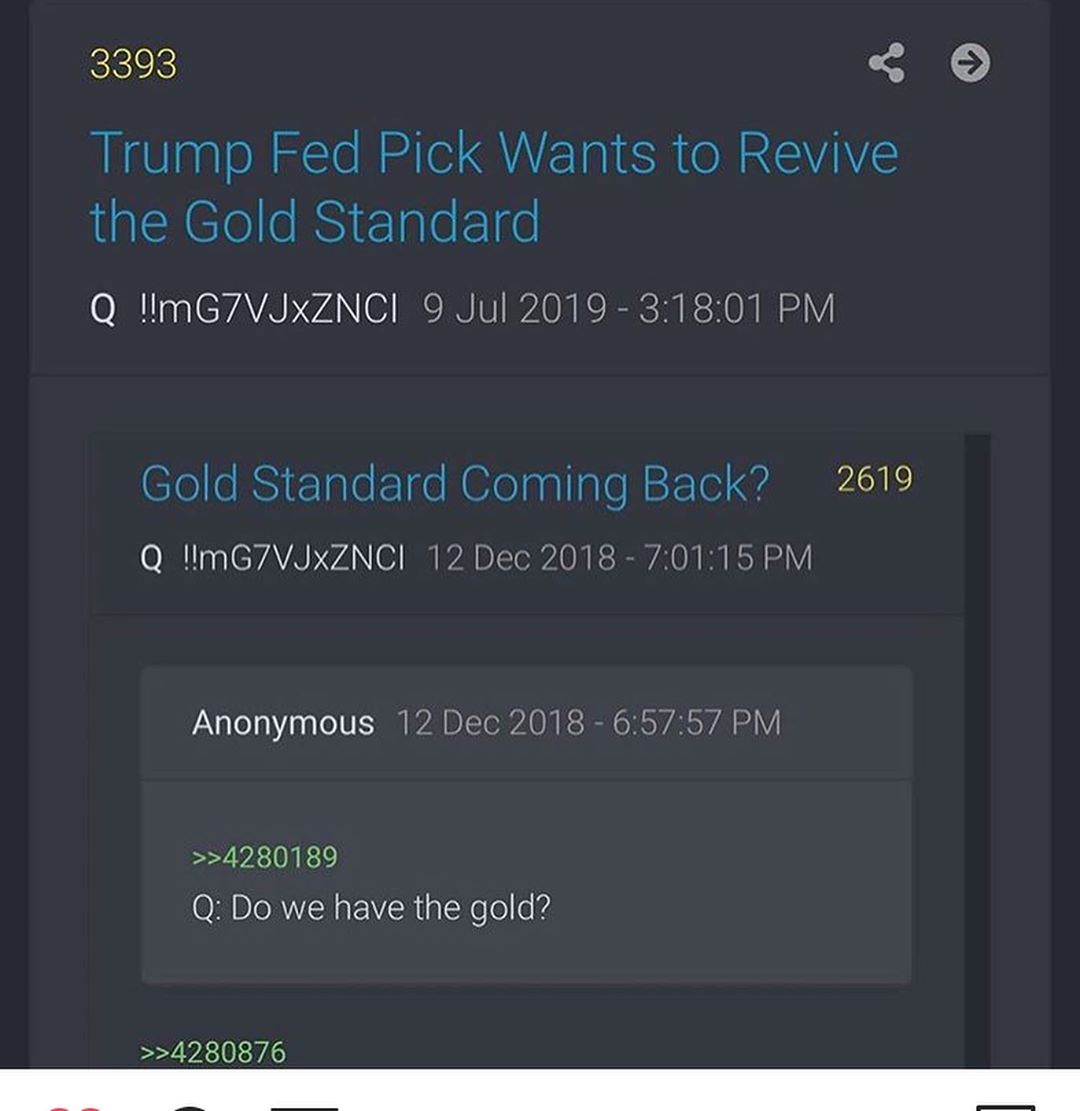 3393
Trump Fed Pick Wants to Revive
the Gold Standard
Q !!mG7VJxZNCI 9 Jul 2019 - 3:18:01 PM
Gold Standard Coming Back? 2619
Q !!mG7VJxZNCI 12 Dec 2018 - 7:01:15 PM
Anonymous 12 Dec 2018 - 6:57:57 PM
>>4280189
Q: Do we have the gold?
>>4280876